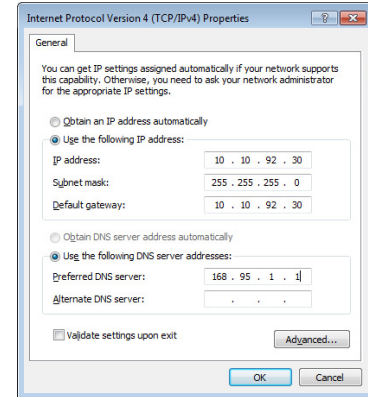 Internet Protocol Version 4 (TCP/IPv4) Properties
General
You can get IP settings assigned automatically if your network supports
this capability. Otherwise, you need to ask your network administrator
for the appropriate IP settings.
Obtain an IP address automatically
Use the following IP address:
IP address: 10 . 10 . 92 . 30
Subnet mask: 255 . 255 . 255 . 0
Default gateway: 10 . 10 . 92 . 30
Obtain DNS server address automatically
Use the following DNS server addresses:
Preferred DNS server: 168 . 95 . 1 . 1
Alternate DNS server: . . .
Validate settings upon exit
Advanced...
OK Cancel